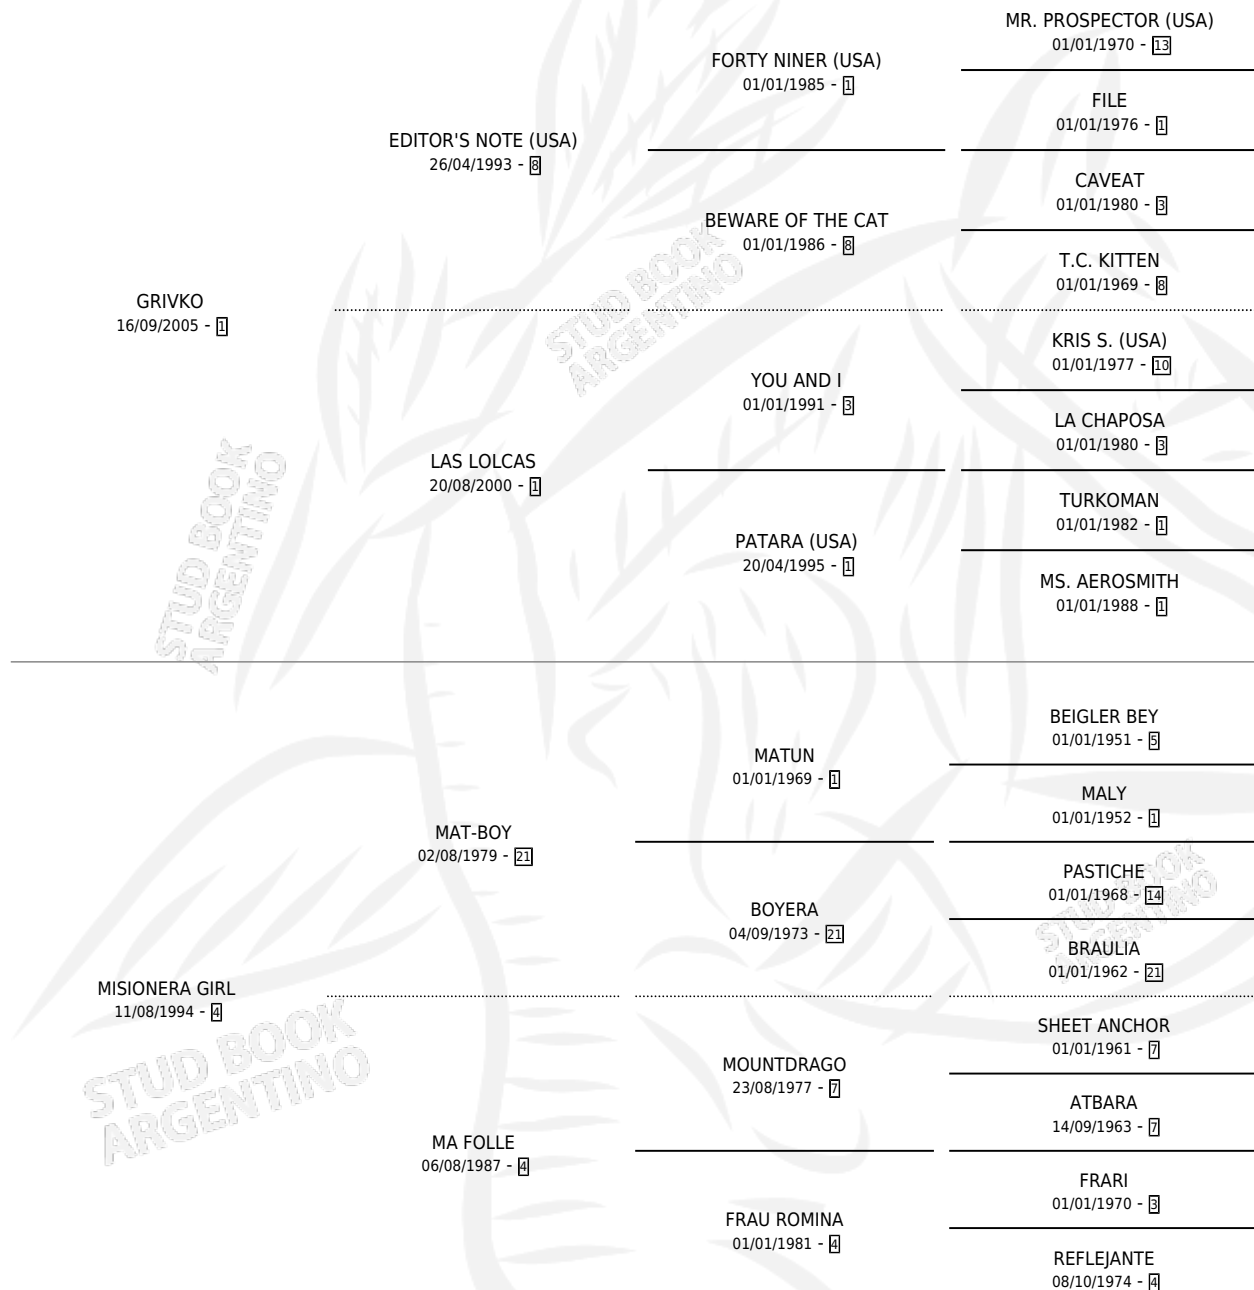 MR. PROSPECTOR (USA)
01/01/1970 - 13
FORTY NINER (USA)
01/01/1985 - 1
FILE
01/01/1976 - 1
EDITOR'S NOTE (USA)
26/04/1993 - 8
CAVEAT
01/01/1980 - 3
BEWARE OF THE CAT
01/01/1986 - 8
T.C. KITTEN
01/01/1969 - 8
GRIVKO
16/09/2005 - 1
STUD BOOK
ARGENTINO
KRIS S. (USA)
01/01/1977 - 10
YOU AND I
01/01/1991 - 3
LA CHAPOSA
01/01/1980 - 3
LAS LOLCAS
20/08/2000 - 1
TURKOMAN
01/01/1982 - 1
PATARA (USA)
20/04/1995 - 1
MS. AEROSMITH
01/01/1988 - 1
STUD BOOK
ARGENTINO
BEIGLER BEY
01/01/1951 - 5
MATUN
01/01/1969 - 1
MALY
01/01/1952 - 1
MAT-BOY
02/08/1979 - 21
PASTICHE
01/01/1968 - 14
BOYERA
04/09/1973 - 21
BRAULIA
01/01/1962 - 21
STUD BOOK
ARGENTINO
MISIONERA GIRL
11/08/1994 - 4
SHEET ANCHOR
01/01/1961 - 7
MOUNTDRAGO
23/08/1977 - 7
ATBARA
14/09/1963 - 7
STUD BOOK
ARGENTINO
MA FOLLE
06/08/1987 - 4
FRARI
01/01/1970 - 3
FRAU ROMINA
01/01/1981 - 4
REFLEJANTE
08/10/1974 - 4